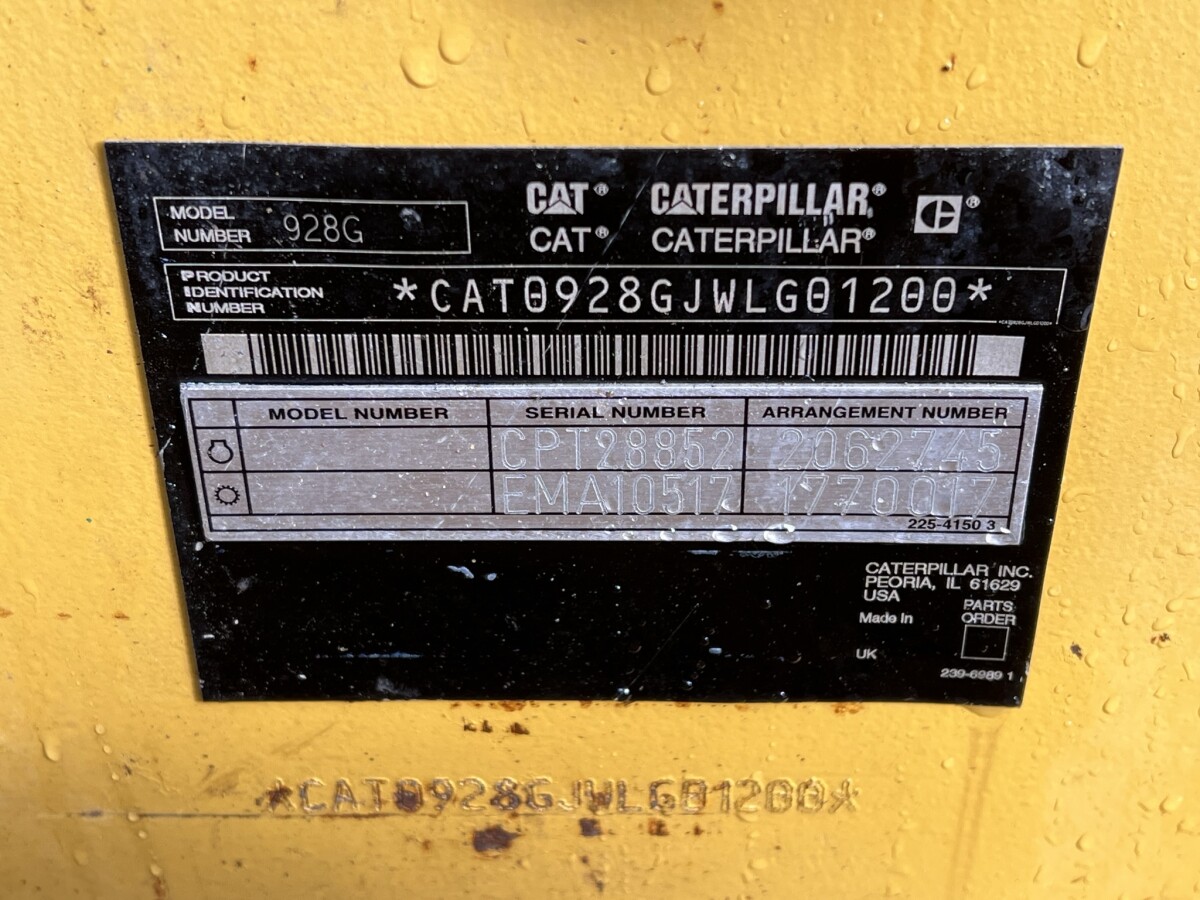 CAT® CATERPILLAR® ®
MODEL NUMBER 928G
CAT® CATERPILLAR®
PRODUCT IDENTIFICATION NUMBER *CAT0928GJWLG01200*
*CAT0928GJWLG01200*
MODEL NUMBER SERIAL NUMBER ARRANGEMENT NUMBER
CPT28852 2062745
EMA10517 1770017
225-4150 3
CATERPILLAR INC.
PEORIA, IL 61629
USA
Made in
UK
PARTS
ORDER
239-6989 1
*CAT0928GJWLG01200*